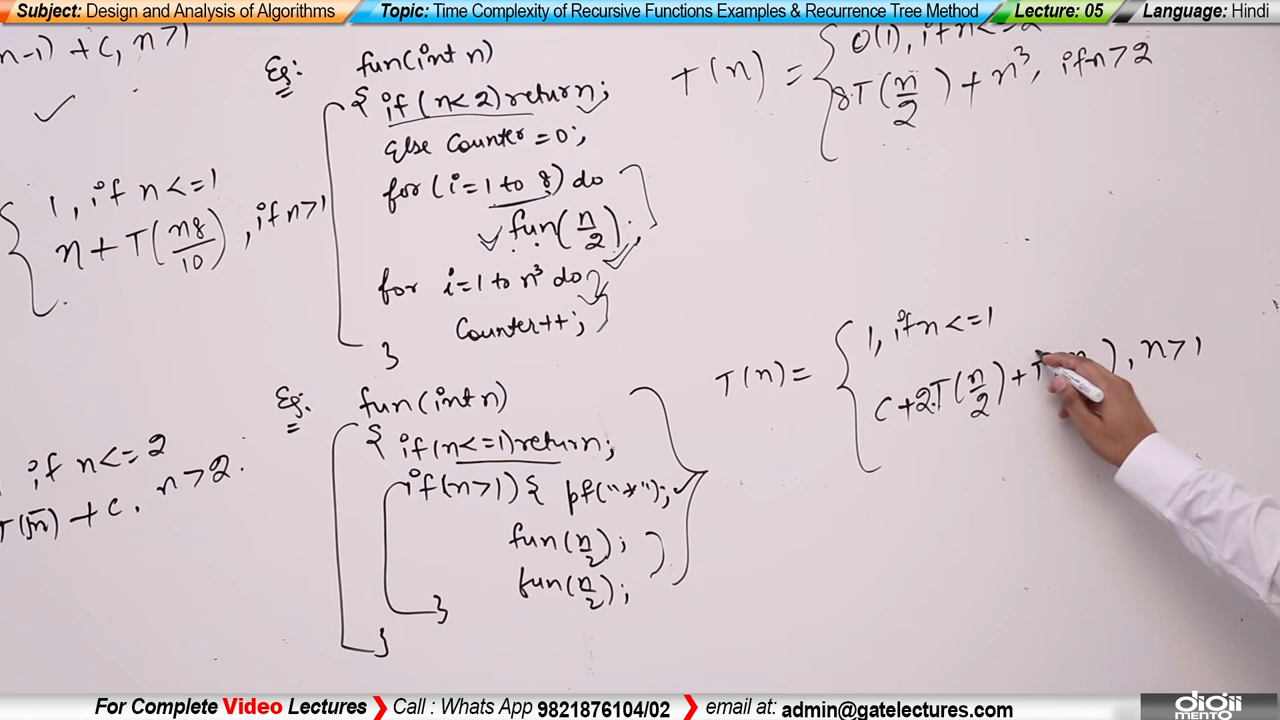 Subject: Design and Analysis of Algorithms
Topic: Time Complexity of Recursive Functions Examples & Recurrence Tree Method
Lecture: 05
Language: Hindi
n-1) + C, n>1
1, if n<=1
n + T(n8/10), if n>1
, if n<=2
T(√n) + C, n>2.
Eg: fun(int n)
{ if (n<2) return;
else Counter = 0;
for (i=1 to 8) do
fun(n/2);
for i=1 to n³ do
Counter++;
}
Eg: fun(int n)
{ if(n<=1) return;
if(n>1) { pf("*");
fun(n/2);
fun(n/2);
}
}
T(n) = { O(1), if n<=2
8.T(n/2) + n³, if n>2
T(n) = { 1, if n<=1
C+2.T(n/2) + T ), n>1
For Complete Video Lectures
Call : Whats App 9821876104/02
email at: admin@gatelectures.com
digii
MENTO